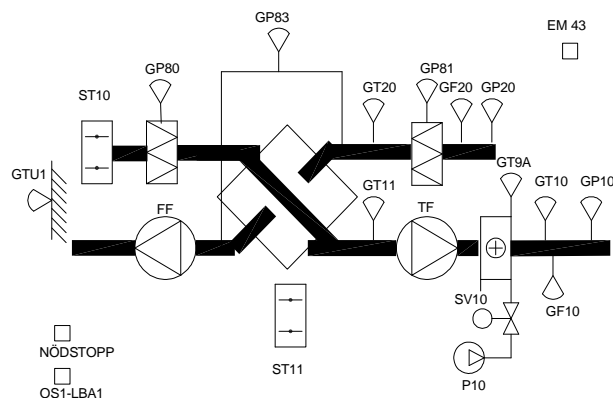 GP83
EM 43
GP80
GT20
GP81
GF20
GP20
ST10
GTU1
FF
GT11
TF
GT9A
GT10
GP10
SV10
GF10
NÖDSTOPP
ST11
P10
OS1-LBA1